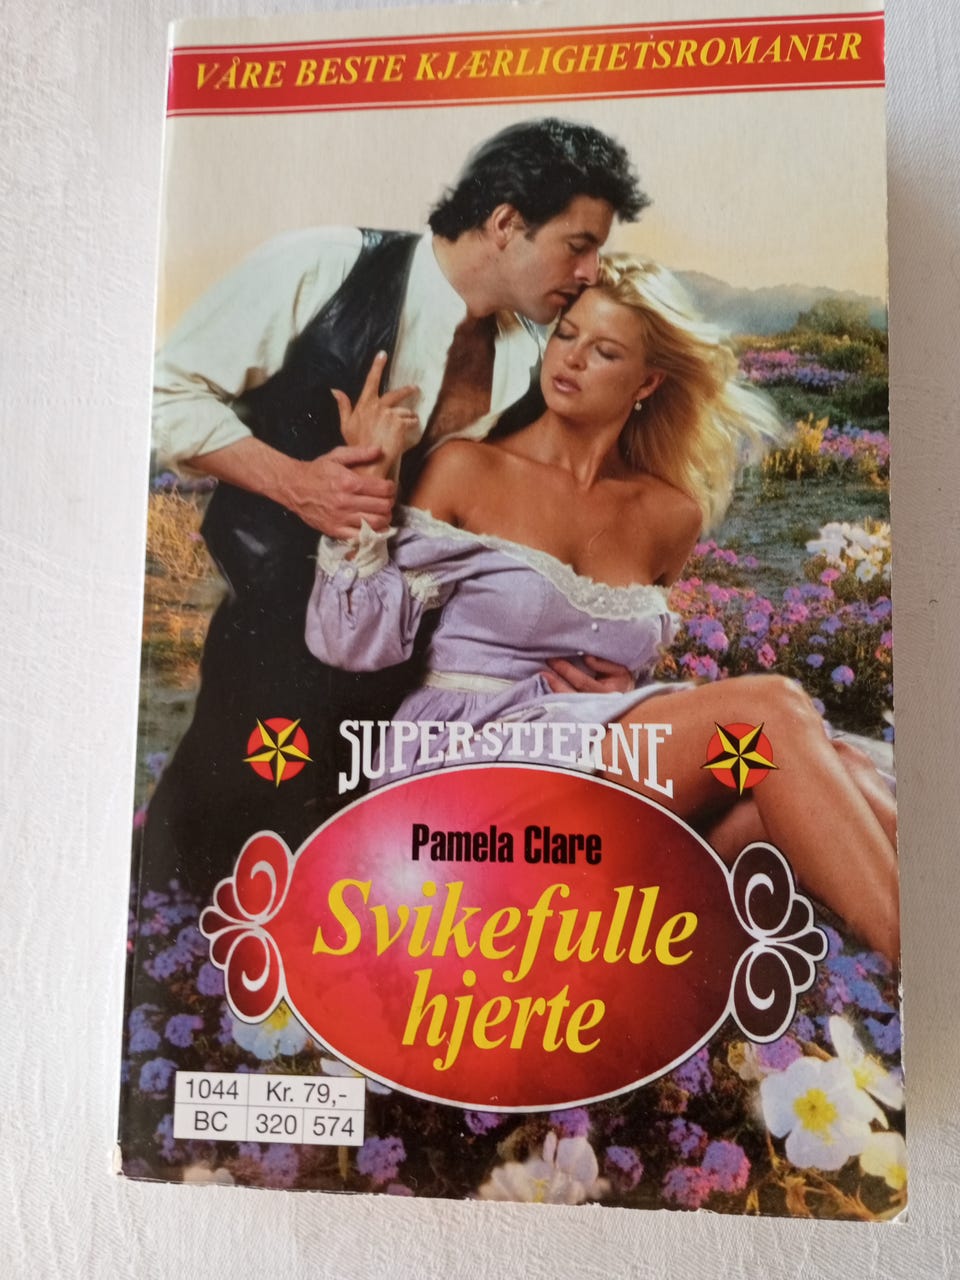 VÅRE BESTE KJÆRLIGHETSROMANER
SUPER-STJERNE
Pamela Clare
Svikefulle
hjerte
1044 Kr. 79,-
BC 320 574